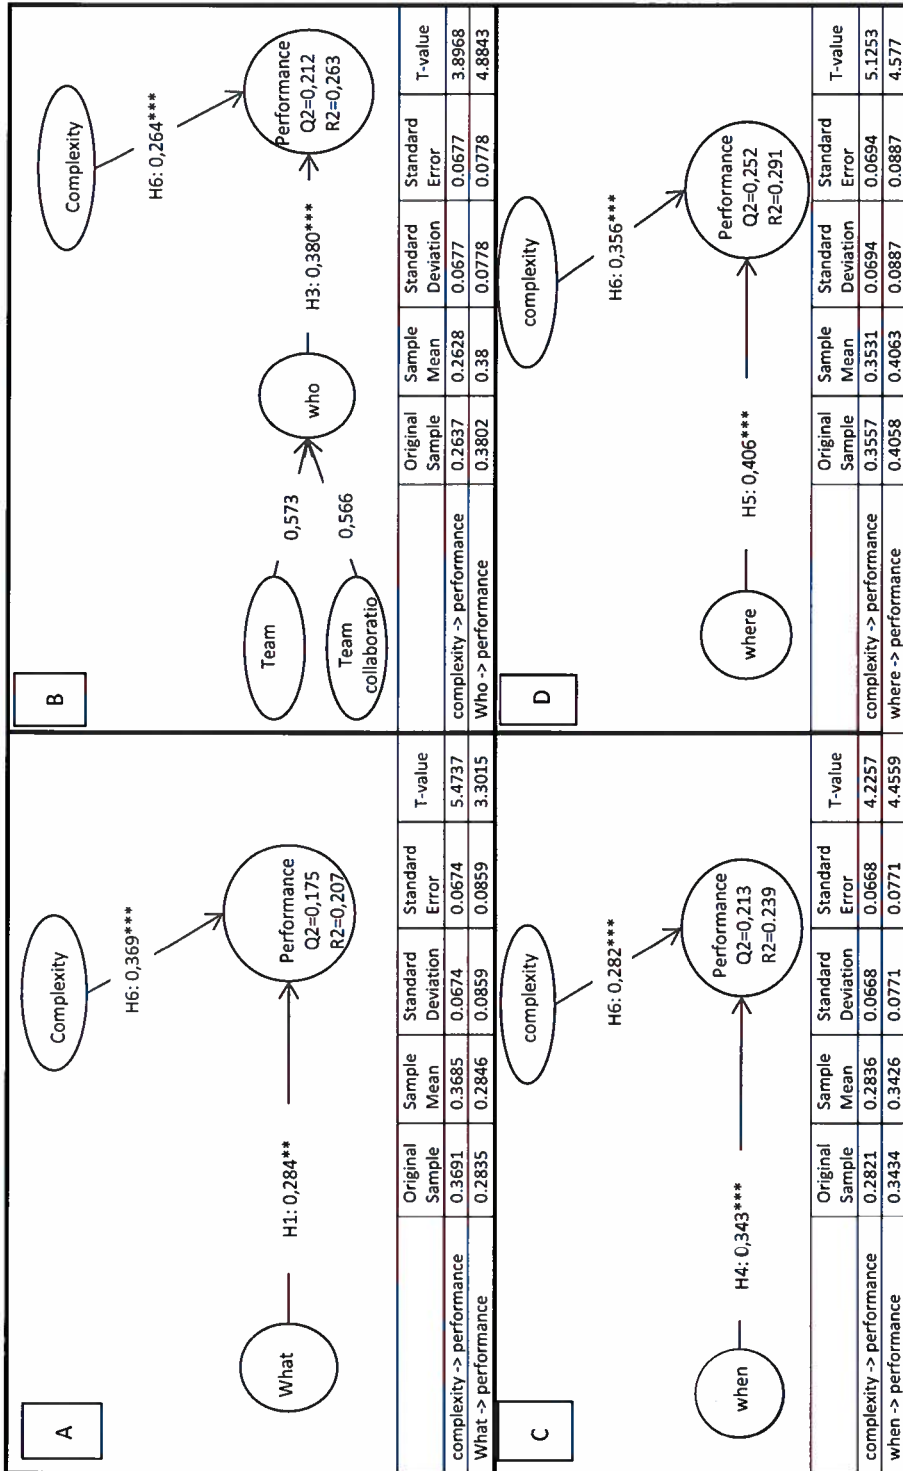 A
Complexity
H6: 0,369***
What
H1: 0,284**
Performance
Q2=0,175
R2=0,207
Original Sample Sample Mean Standard Deviation Standard Error T-value
complexity -> performance 0.3691 0.3685 0.0674 0.0674 5.4737
What -> performance 0.2835 0.2846 0.0859 0.0859 3.3015
B
Complexity
H6: 0,264***
Team
0,573
Team
collaboratio
0,566
who
H3: 0,380***
Performance
Q2=0,212
R2=0,263
Original Sample Sample Mean Standard Deviation Standard Error T-value
complexity -> performance 0.2637 0.2628 0.0677 0.0677 3.8968
Who -> performance 0.3802 0.38 0.0778 0.0778 4.8843
C
complexity
H6: 0,282***
when
H4: 0,343***
Performance
Q2=0,213
R2=0.239
Original Sample Sample Mean Standard Deviation Standard Error T-value
complexity -> performance 0.2821 0.2836 0.0668 0.0668 4.2257
when -> performance 0.3434 0.3426 0.0771 0.0771 4.4559
D
complexity
H6: 0,356***
where
H5: 0,406***
Performance
Q2=0,252
R2=0,291
Original Sample Sample Mean Standard Deviation Standard Error T-value
complexity -> performance 0.3557 0.3531 0.0694 0.0694 5.1253
where -> performance 0.4058 0.4063 0.0887 0.0887 4.577